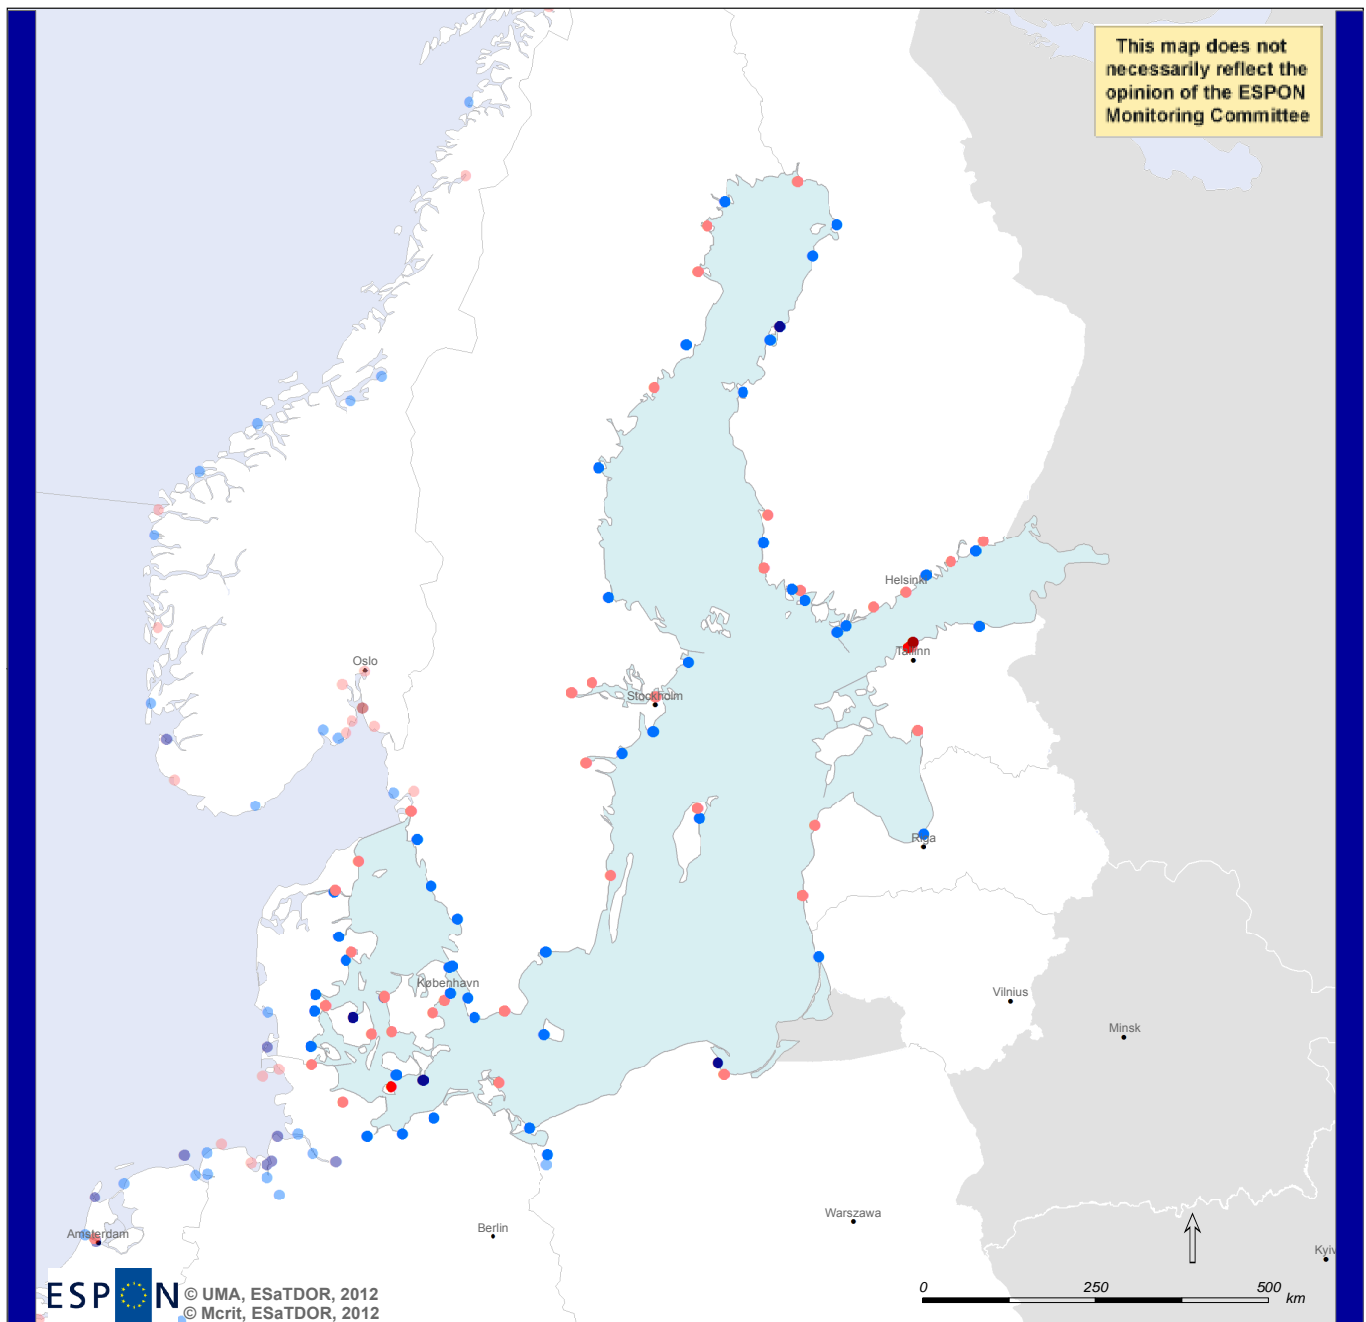 This map does not
necessarily reflect the
opinion of the ESPON
Monitoring Committee
Helsinki
Tallinn
Oslo
Stockholm
Riga
København
Vilnius
Minsk
Warszawa
Berlin
Amsterdam
Kyiv
0 250 500
km
ESPON
© UMA, ESaTDOR, 2012
© Mcrit, ESaTDOR, 2012